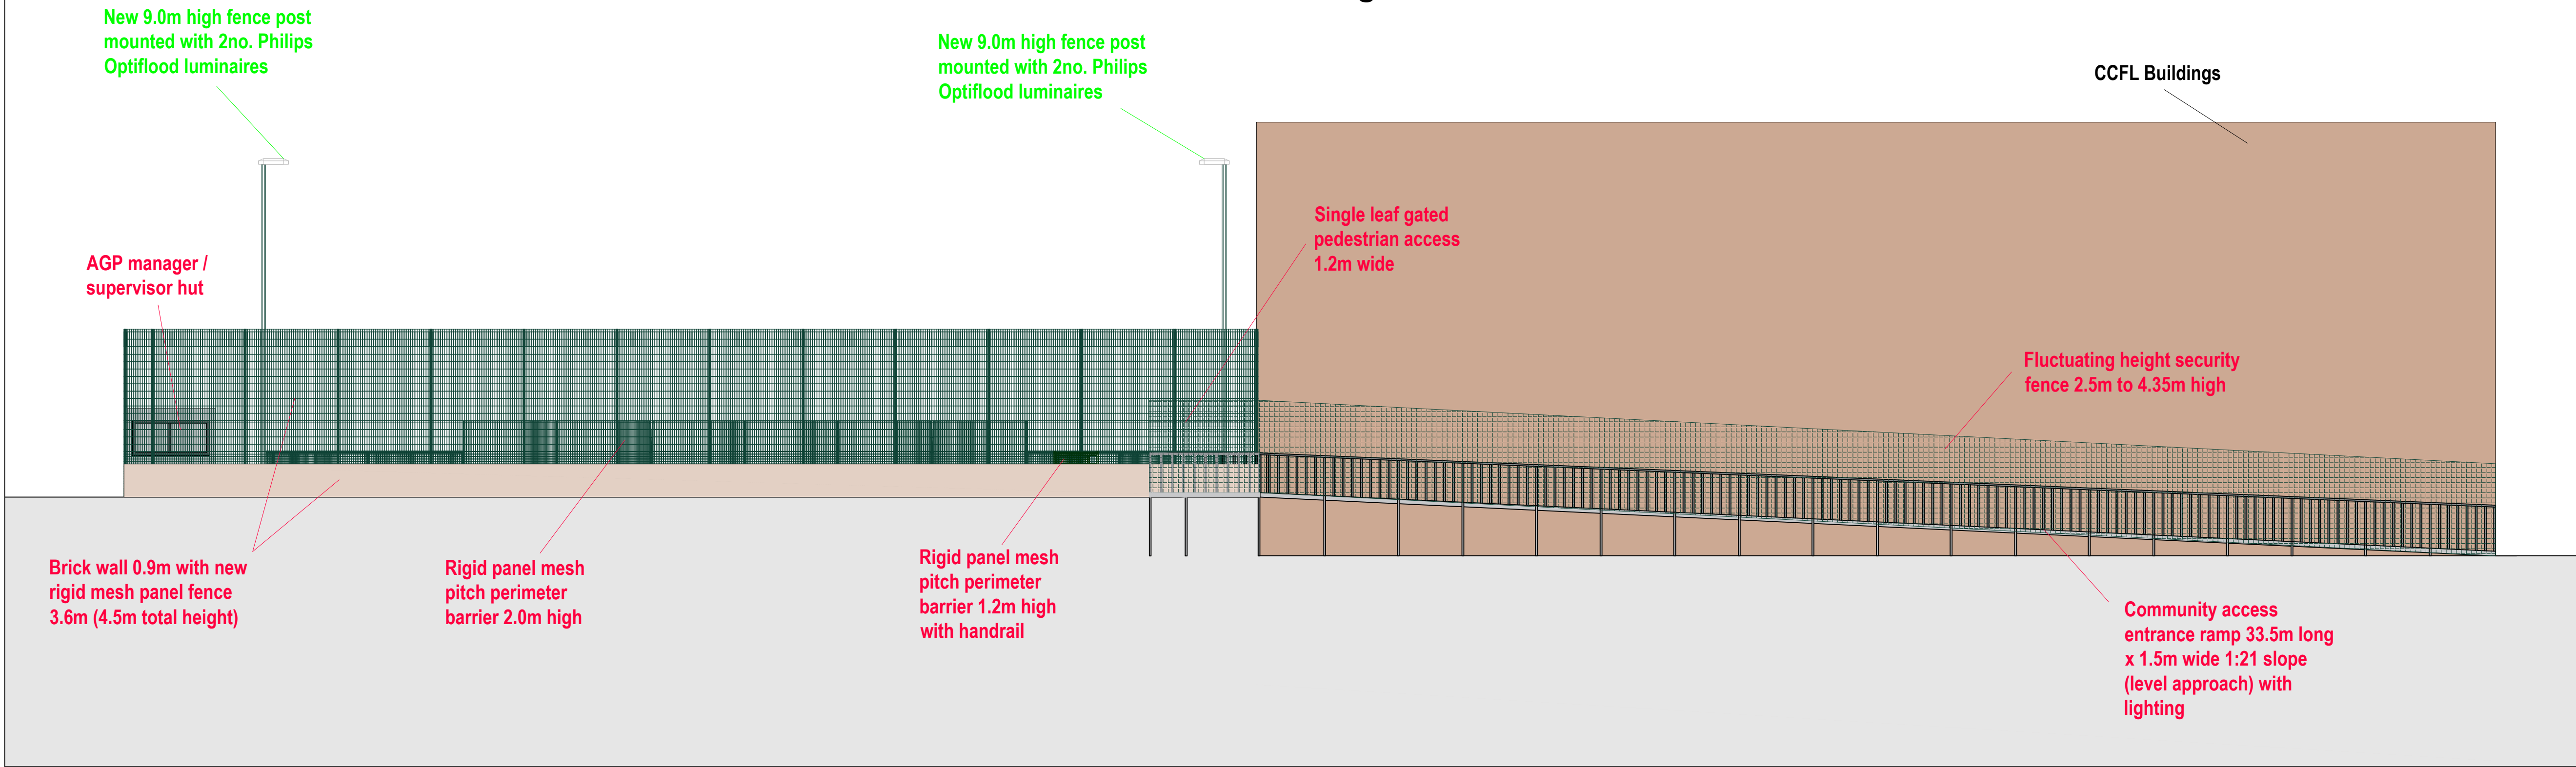 New 9.0m high fence post
mounted with 2no. Philips
Optiflood luminaires
New 9.0m high fence post
mounted with 2no. Philips
Optiflood luminaires
CCFL Buildings
Single leaf gated
pedestrian access
1.2m wide
AGP manager /
supervisor hut
Fluctuating height security
fence 2.5m to 4.35m high
Brick wall 0.9m with new
rigid mesh panel fence
3.6m (4.5m total height)
Rigid panel mesh
pitch perimeter
barrier 2.0m high
Rigid panel mesh
pitch perimeter
barrier 1.2m high
with handrail
Community access
entrance ramp 33.5m long
x 1.5m wide 1:21 slope
(level approach) with
lighting